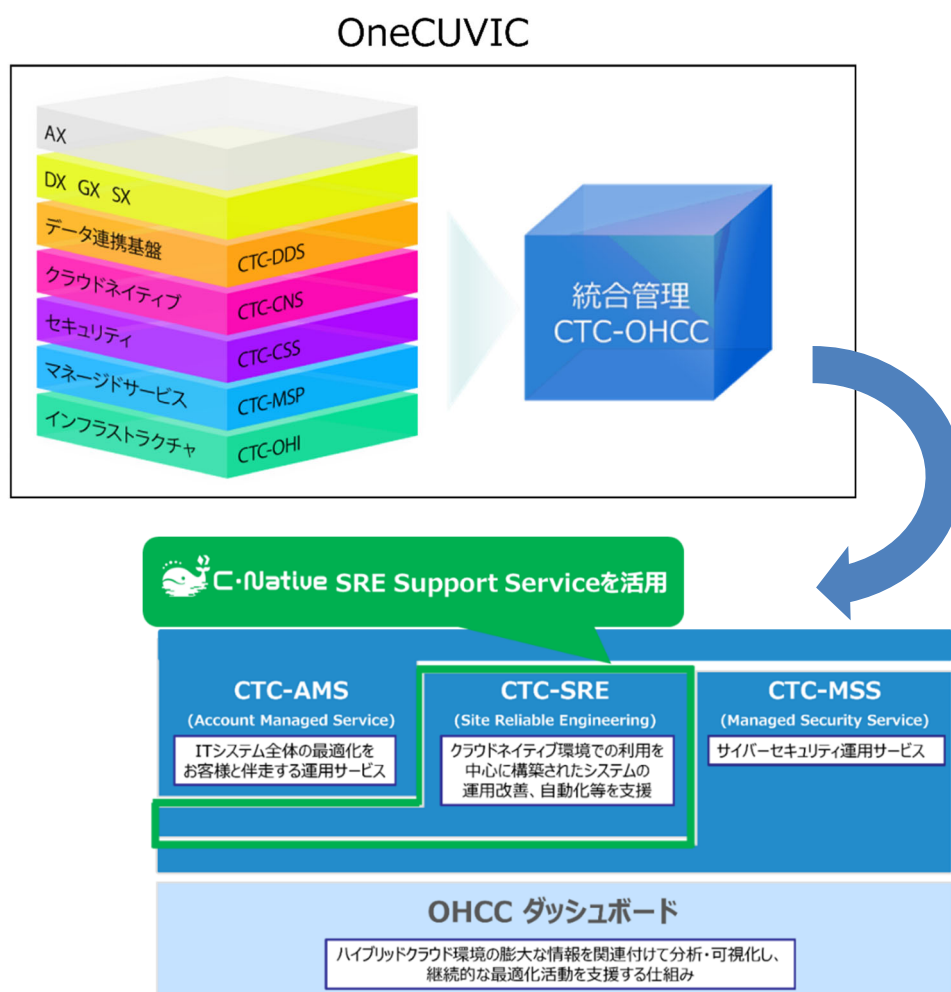 OneCUVIC
AX
DX GX SX
データ連携基盤
CTC-DDS
クラウドネイティブ
CTC-CNS
セキュリティ
CTC-CSS
マネージドサービス
CTC-MSP
インフラストラクチャ
CTC-OHI
統合管理
CTC-OHCC
C・Native SRE Support Serviceを活用
CTC-AMS
(Account Managed Service)
ITシステム全体の最適化を
お客様と伴走する運用サービス
CTC-SRE
(Site Reliable Engineering)
クラウドネイティブ環境での利用を
中心に構築されたシステムの
運用改善、自動化等を支援
CTC-MSS
(Managed Security Service)
サイバーセキュリティ運用サービス
OHCC ダッシュボード
ハイブリッドクラウド環境の膨大な情報を関連付けて分析・可視化し、
継続的な最適化活動を支援する仕組み